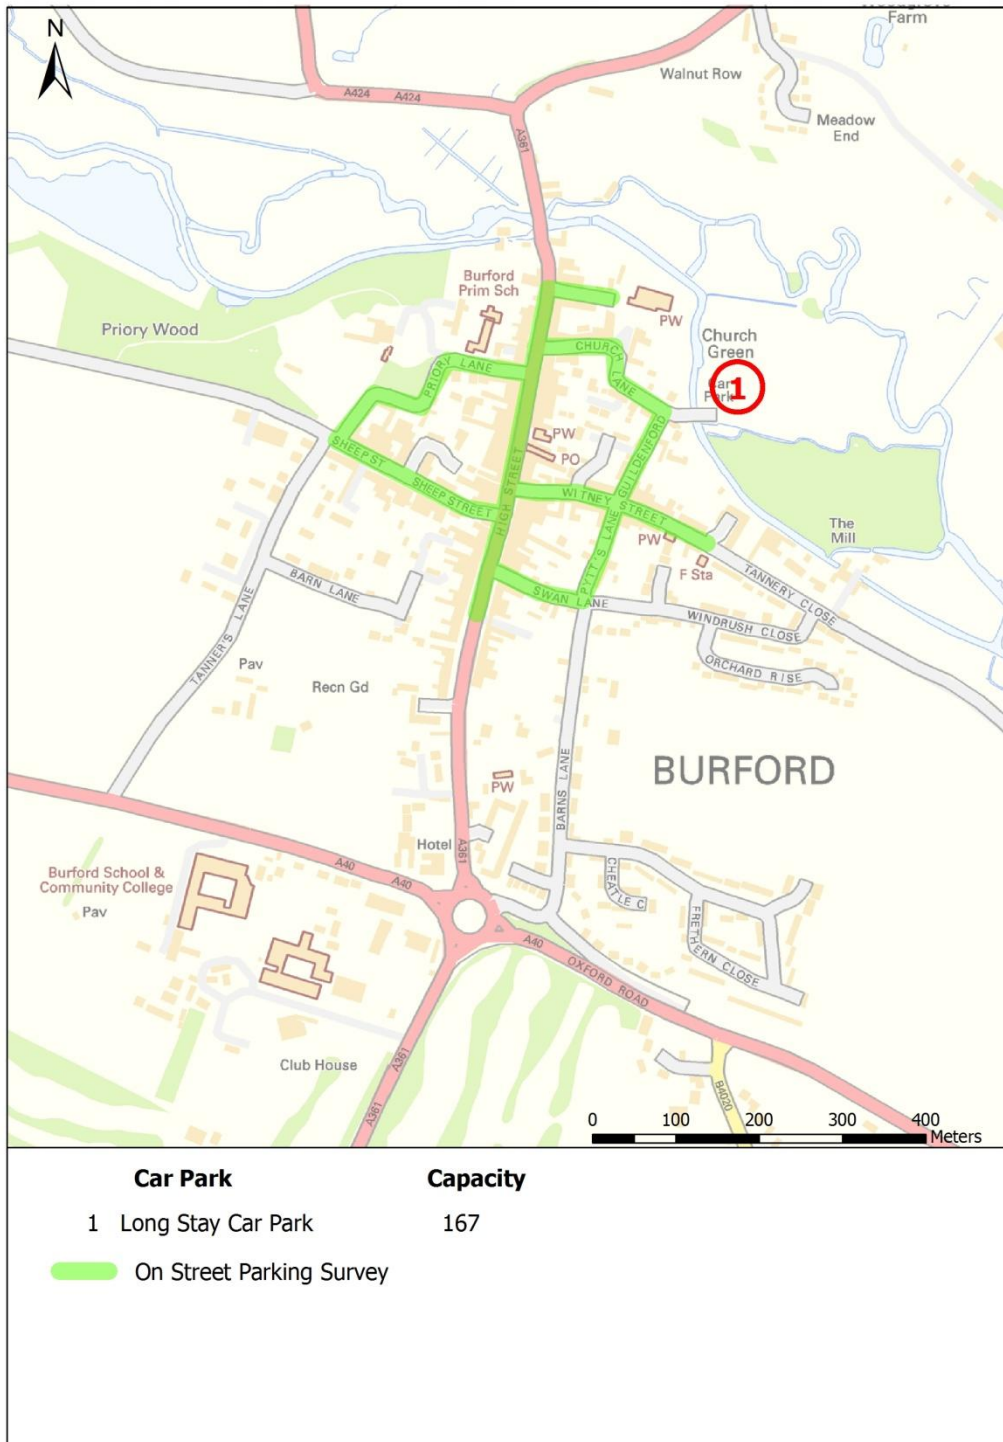 Farm
N
Walnut Row
A424
A424
Meadow
End
A361
Burford
Prim Sch
Priory Wood
PW
Church
Green
CHURCH
LANE
PRIORY LANE
Car
Park
1
SHEEP ST
SHEEP STREET
HIGH STREET
PW
PO
GUILDENFORD
WITNEY STREET
PW
The
Mill
F Sta
PYTT'S LANE
SWAN LANE
TANNERY CLOSE
BARN LANE
WINDRUSH CLOSE
ORCHARD RISE
TANNER'S LANE
Pav
Recn Gd
BURFORD
PW
BARNS LANE
Hotel
A361
Burford School &
Community College
Pav
A40
A40
CHEATLE C
FRETHERN CLOSE
A40
OXFORD ROAD
Club House
A361
A361
B4020
0 100 200 300 400
Meters
Car Park Capacity
1 Long Stay Car Park 167
On Street Parking Survey